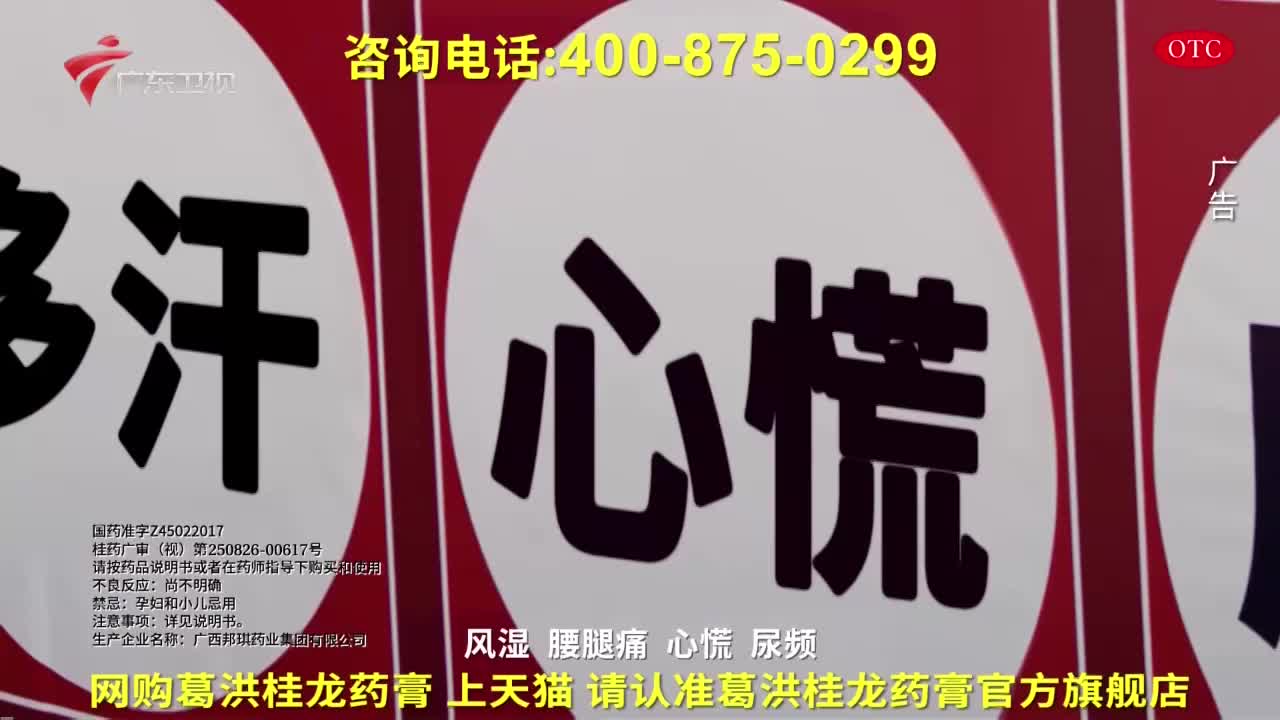 咨询电话:400-875-0299
OTC
广东卫视
广告
多汗
心慌
国药准字Z45022017
桂药广审（视）第250826-00617号
请按药品说明书或者在药师指导下购买和使用
不良反应：尚不明确
禁忌：孕妇和小儿忌用
注意事项：详见说明书。
生产企业名称：广西邦琪药业集团有限公司
风湿 腰腿痛 心慌 尿频
网购葛洪桂龙药膏 上天猫 请认准葛洪桂龙药膏官方旗舰店